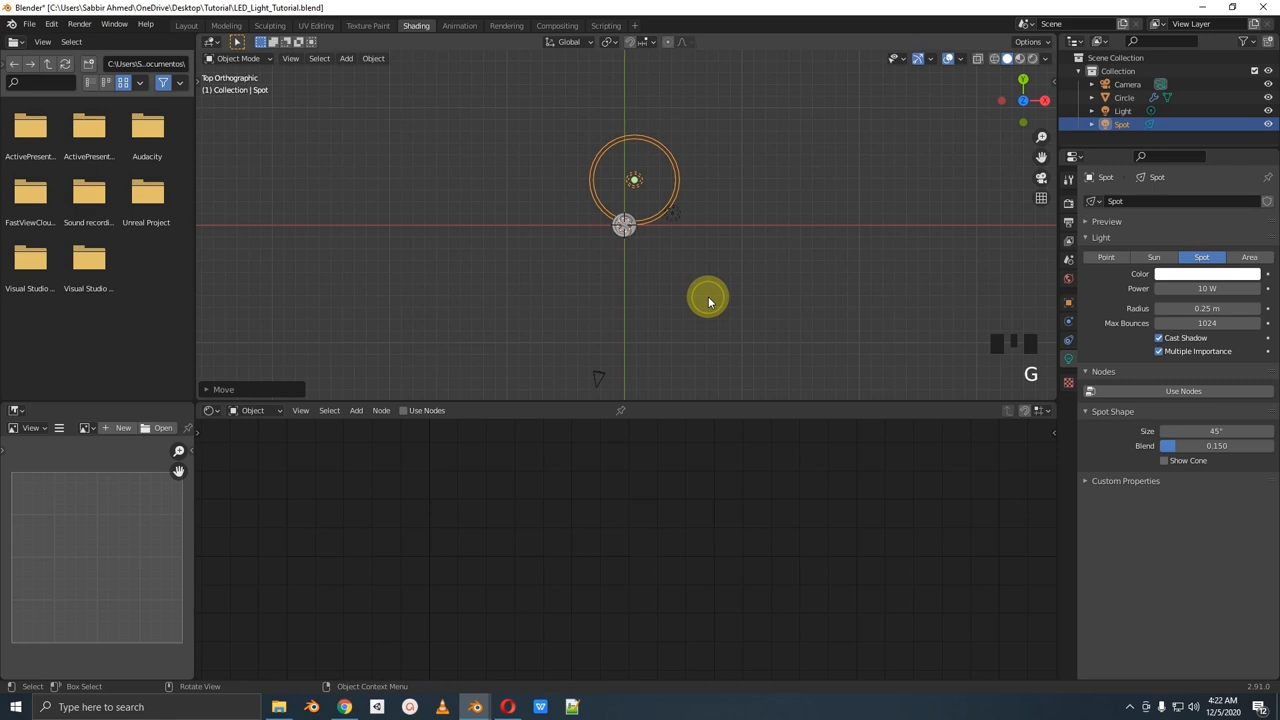 Blender* [C:\Users\Sabbir Ahmed\OneDrive\Desktop\Tutorial\LED_Light_Tutorial.blend]
File Edit Render Window Help Layout Modeling Sculpting UV Editing Texture Paint Shading Animation Rendering Compositing Scripting Scene View Layer
View Select Global Options
C:\Users\S...ocumentos\ Object Mode View Select Add Object
Top Orthographic
(1) Collection | Spot
Y
X
Z
ActivePresent... ActivePresent... Audacity
FastViewClou... Sound recordi... Unreal Project
Visual Studio ... Visual Studio ...
Move
G
Scene Collection
Collection
Camera
Circle
Light
Spot
Spot Spot
Spot
Preview
Light
Point Sun Spot Area
Color
Power 10 W
Radius 0.25 m
Max Bounces 1024
Cast Shadow
Multiple Importance
Nodes
Use Nodes
Spot Shape
Size 45°
Blend 0.150
Show Cone
Custom Properties
Object View Select Add Node Use Nodes
View New Open
Select Box Select Rotate View Object Context Menu 2.91.0
Type here to search
4:22 AM
12/5/2020
12